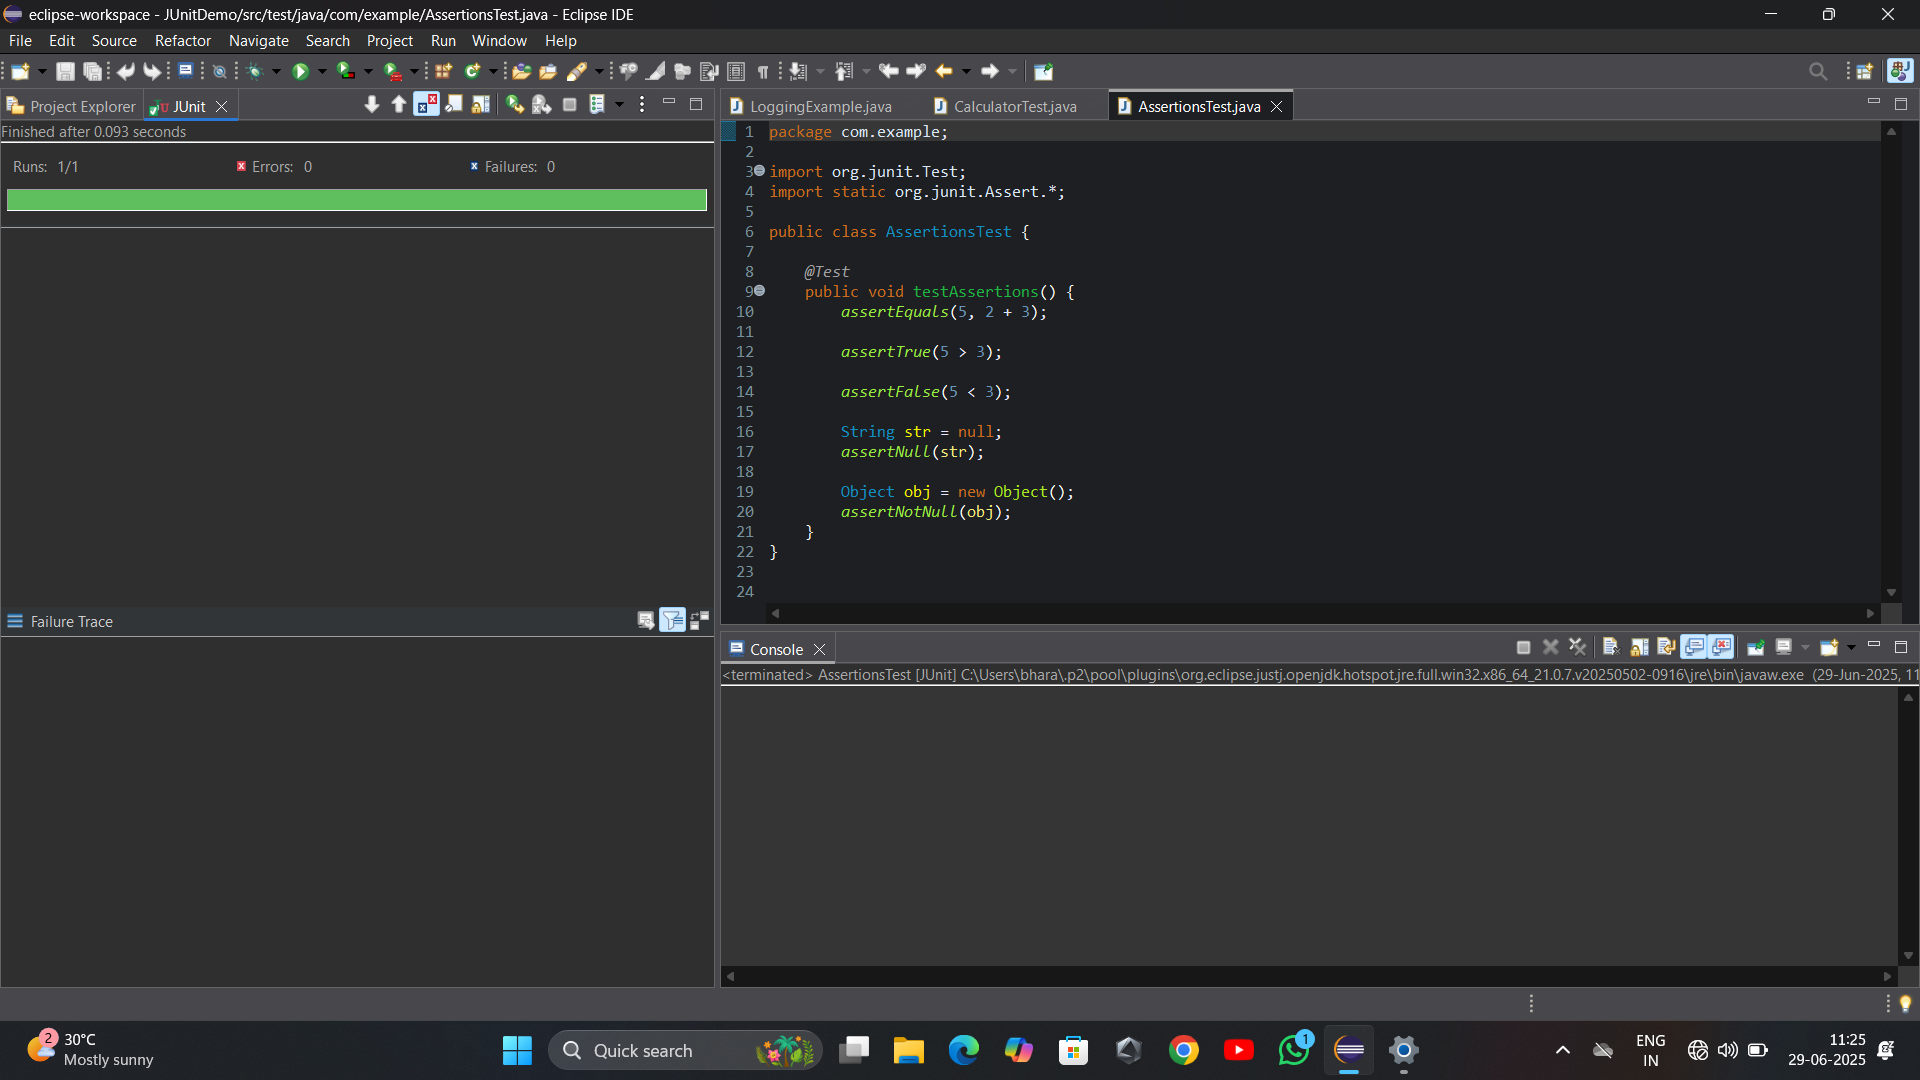 eclipse-workspace - JUnitDemo/src/test/java/com/example/AssertionsTest.java - Eclipse IDE
File Edit Source Refactor Navigate Search Project Run Window Help
Project Explorer JUnit
Finished after 0.093 seconds
Runs: 1/1 Errors: 0 Failures: 0
Failure Trace
LoggingExample.java CalculatorTest.java AssertionsTest.java
1 package com.example;
2
3 import org.junit.Test;
4 import static org.junit.Assert.*;
5
6 public class AssertionsTest {
7
8 @Test
9 public void testAssertions() {
10 assertEquals(5, 2 + 3);
11
12 assertTrue(5 > 3);
13
14 assertFalse(5 < 3);
15
16 String str = null;
17 assertNull(str);
18
19 Object obj = new Object();
20 assertNotNull(obj);
21 }
22 }
23
24
Console
<terminated> AssertionsTest [JUnit] C:\Users\bhara\.p2\pool\plugins\org.eclipse.justj.openjdk.hotspot.jre.full.win32.x86_64_21.0.7.v20250502-0916\jre\bin\javaw.exe (29-Jun-2025, 11
2
30°C
Mostly sunny
Quick search
1
ENG
IN
11:25
29-06-2025